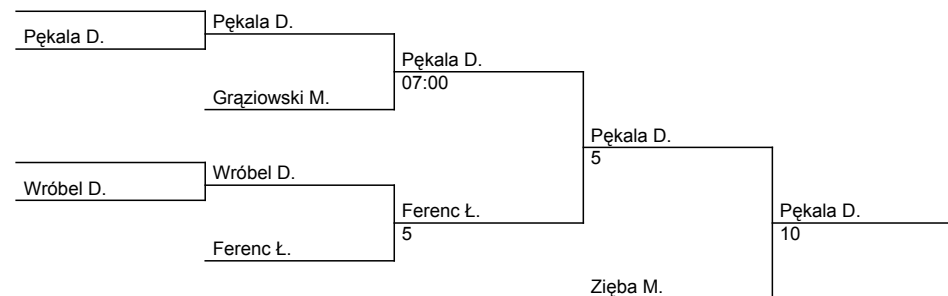 Pękala D.
Pękala D.
Pękala D.
07:00
Grąziowski M.
Pękala D.
5
Wróbel D.
Wróbel D.
Ferenc Ł.
5
Pękala D.
10
Ferenc Ł.
Zięba M.